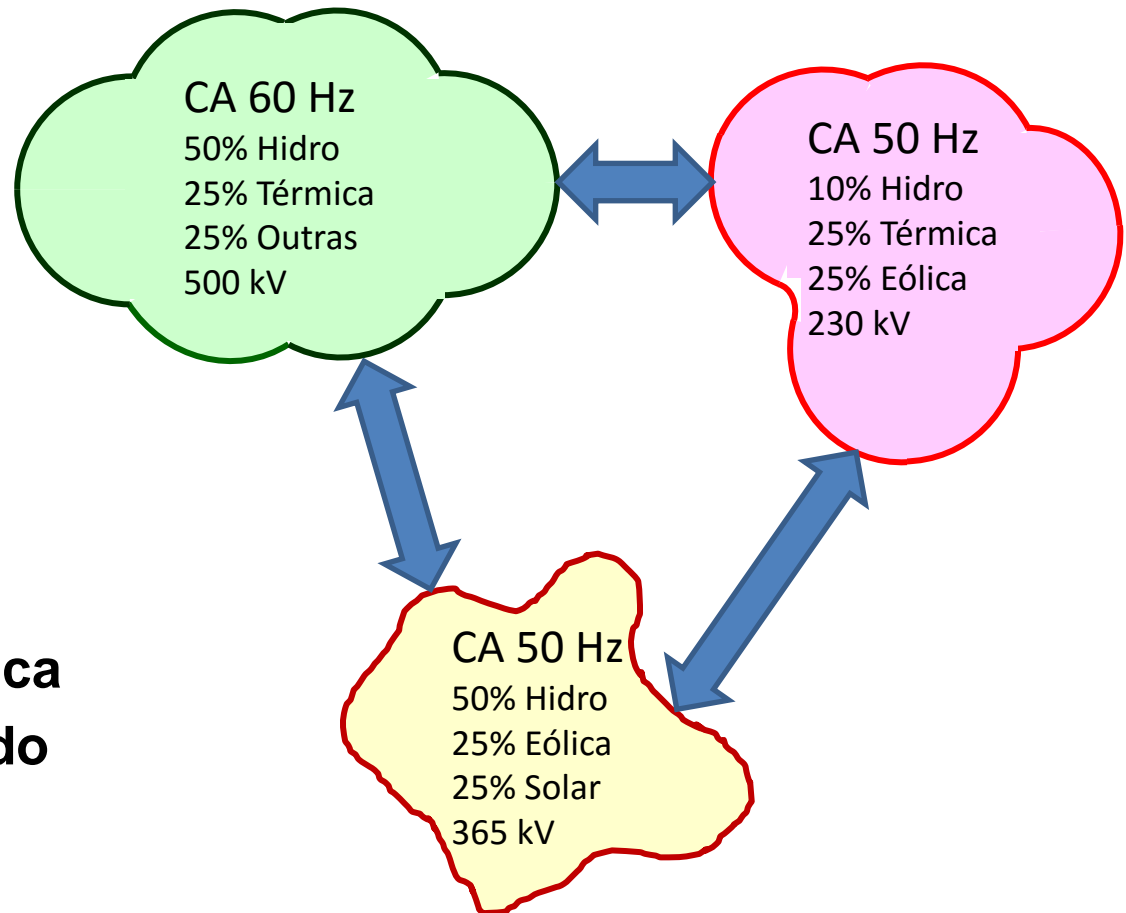 CA 60 Hz
50% Hidro
25% Térmica
25% Outras
500 kV
CA 50 Hz
10% Hidro
25% Térmica
25% Eólica
230 kV
CA 50 Hz
50% Hidro
25% Eólica
25% Solar
365 kV
ca
do